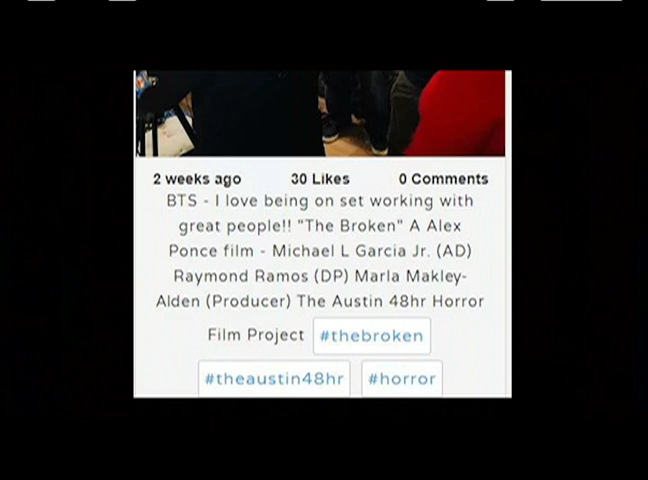 2 weeks ago 30 Likes 0 Comments
BTS - I love being on set working with
great people!! "The Broken" A Alex
Ponce film - Michael L Garcia Jr. (AD)
Raymond Ramos (DP) Marla Makley-
Alden (Producer) The Austin 48hr Horror
Film Project #thebroken
#theaustin48hr #horror